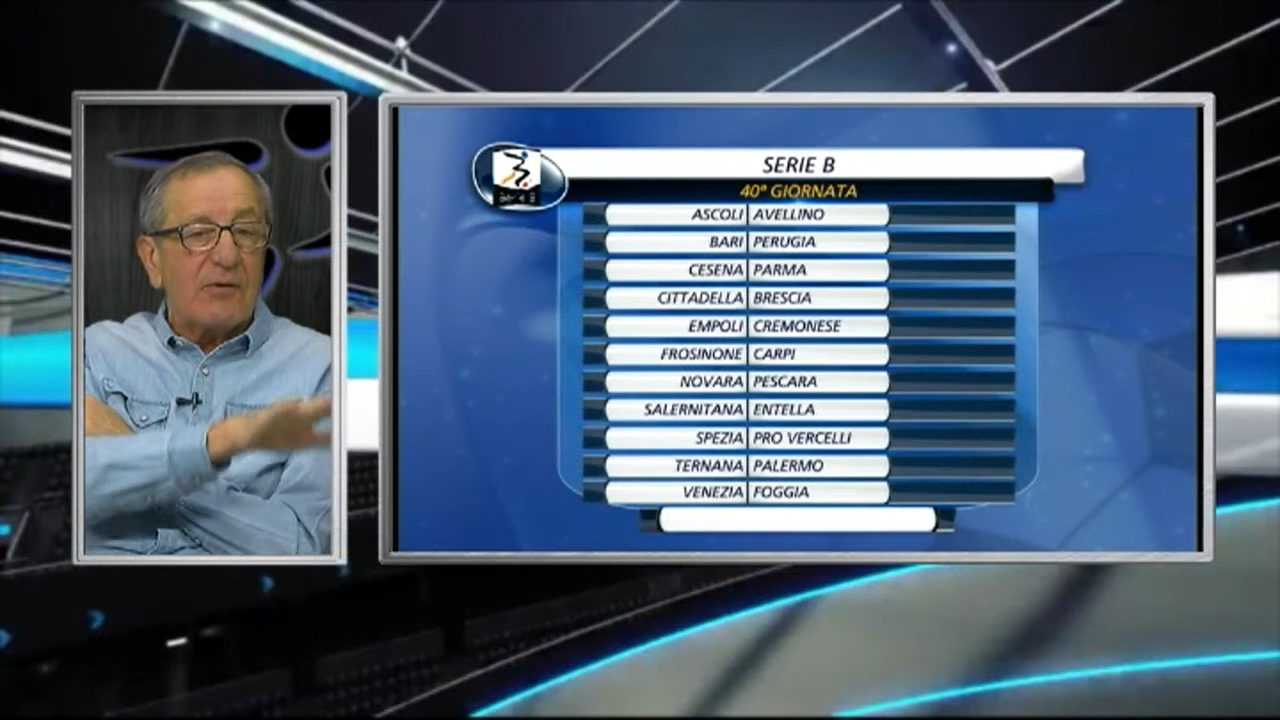 SERIE B
40ª GIORNATA
ASCOLI AVELLINO
BARI PERUGIA
CESENA PARMA
CITTADELLA BRESCIA
EMPOLI CREMONESE
FROSINONE CARPI
NOVARA PESCARA
SALERNITANA ENTELLA
SPEZIA PRO VERCELLI
TERNANA PALERMO
VENEZIA FOGGIA